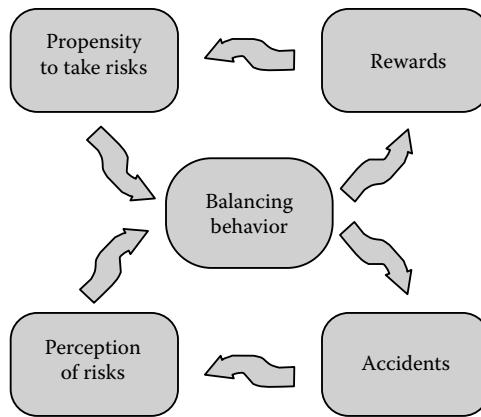 Propensity
to take risks
Rewards
Balancing
behavior
Perception
of risks
Accidents